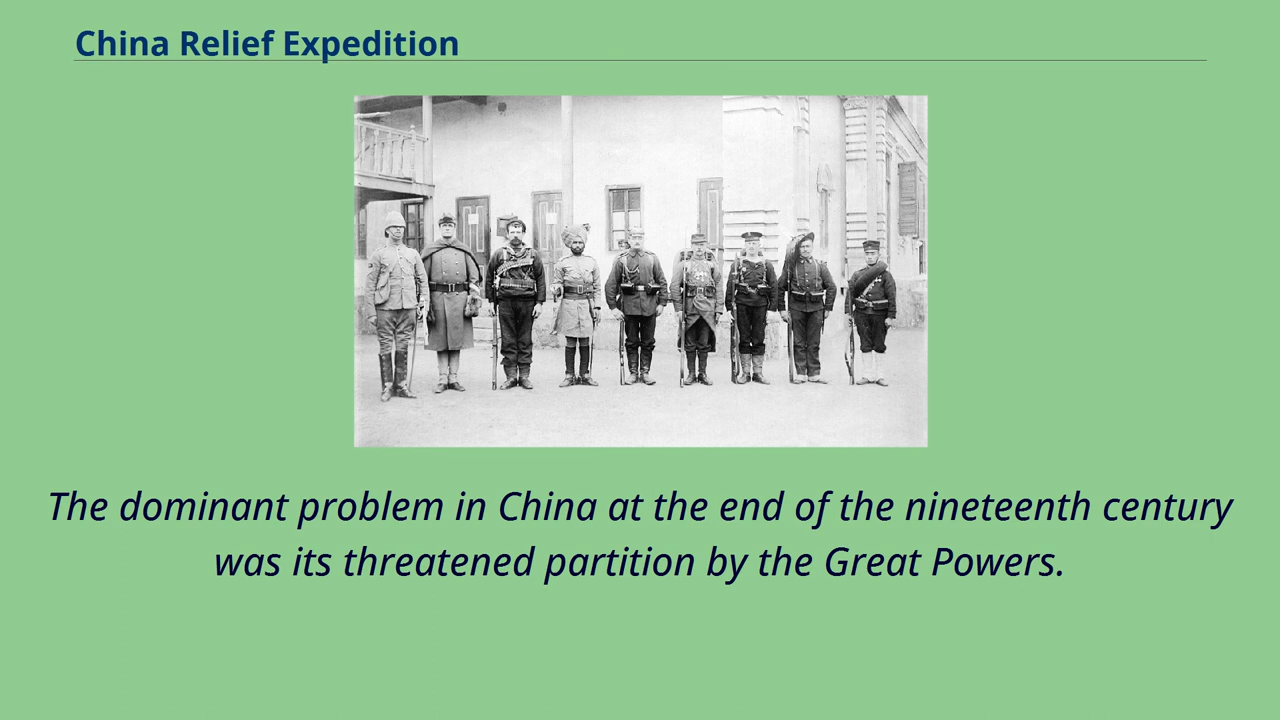 China Relief Expedition
The dominant problem in China at the end of the nineteenth century
was its threatened partition by the Great Powers.